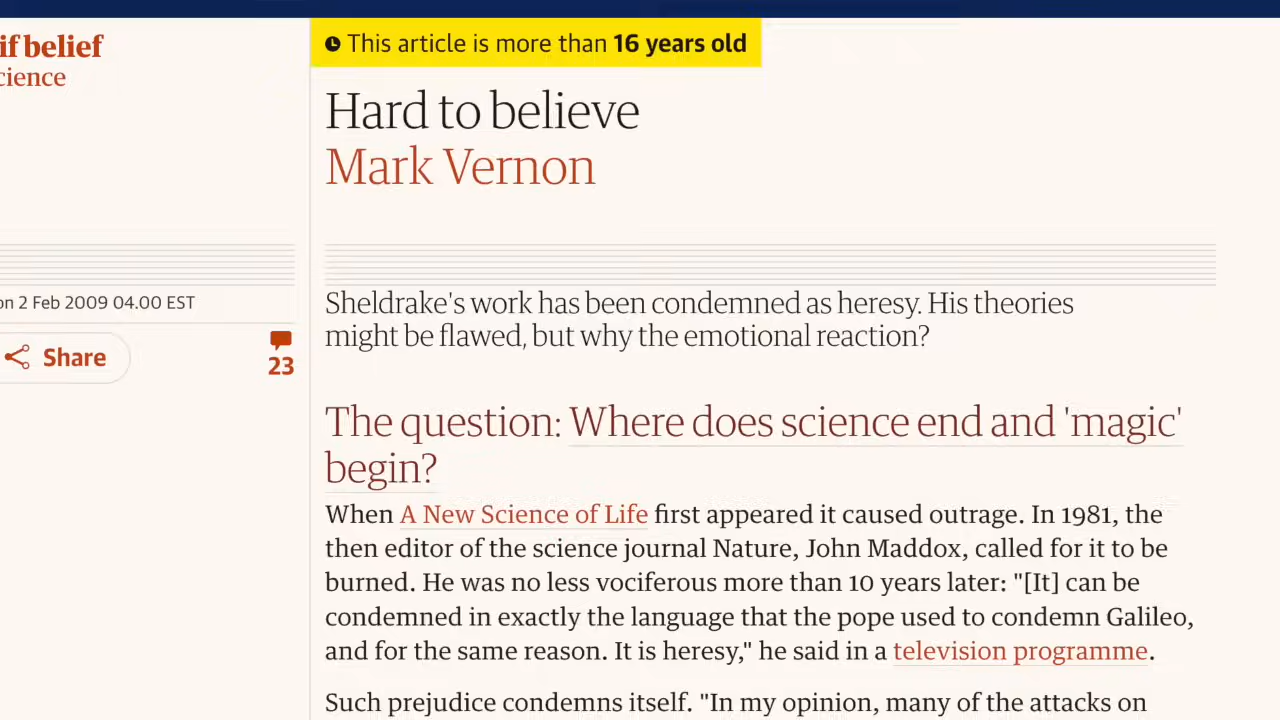 if belief
cience
This article is more than 16 years old
Hard to believe
Mark Vernon
on 2 Feb 2009 04.00 EST
Share
23
Sheldrake's work has been condemned as heresy. His theories
might be flawed, but why the emotional reaction?
The question: Where does science end and 'magic'
begin?
When A New Science of Life first appeared it caused outrage. In 1981, the
then editor of the science journal Nature, John Maddox, called for it to be
burned. He was no less vociferous more than 10 years later: "[It] can be
condemned in exactly the language that the pope used to condemn Galileo,
and for the same reason. It is heresy," he said in a television programme.
Such prejudice condemns itself. "In my opinion, many of the attacks on